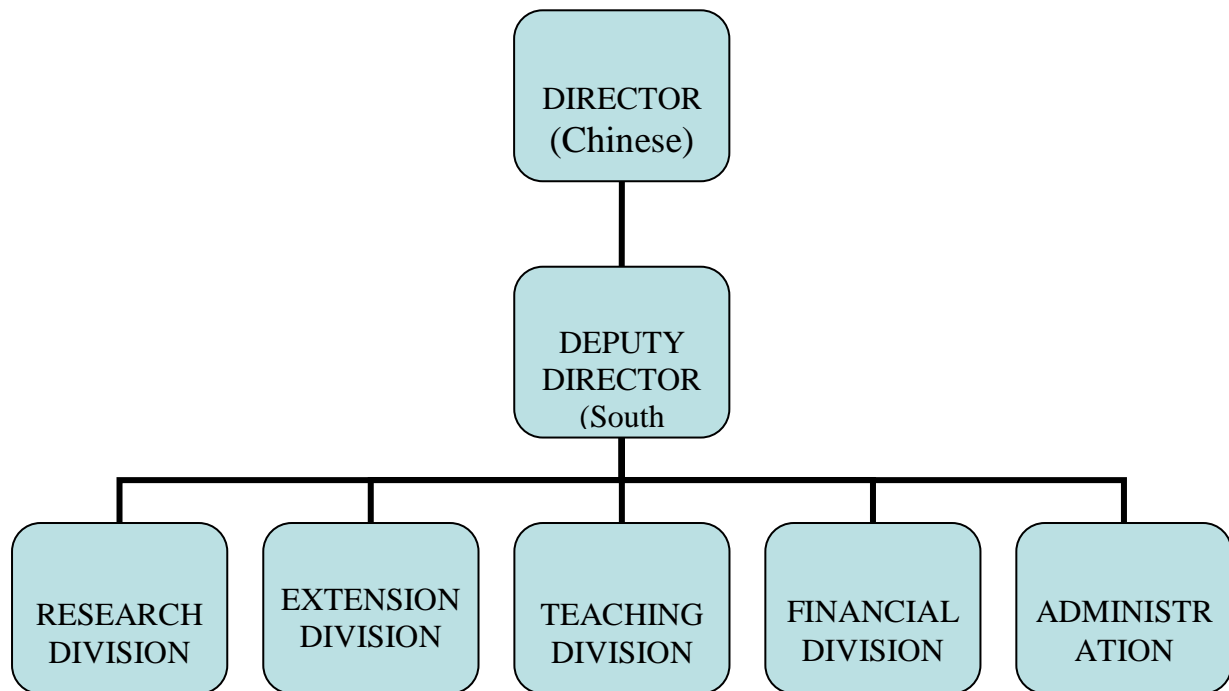 DIRECTOR
(Chinese)
DEPUTY
DIRECTOR
(South
RESEARCH
DIVISION
EXTENSION
DIVISION
TEACHING
DIVISION
FINANCIAL
DIVISION
ADMINISTR
ATION